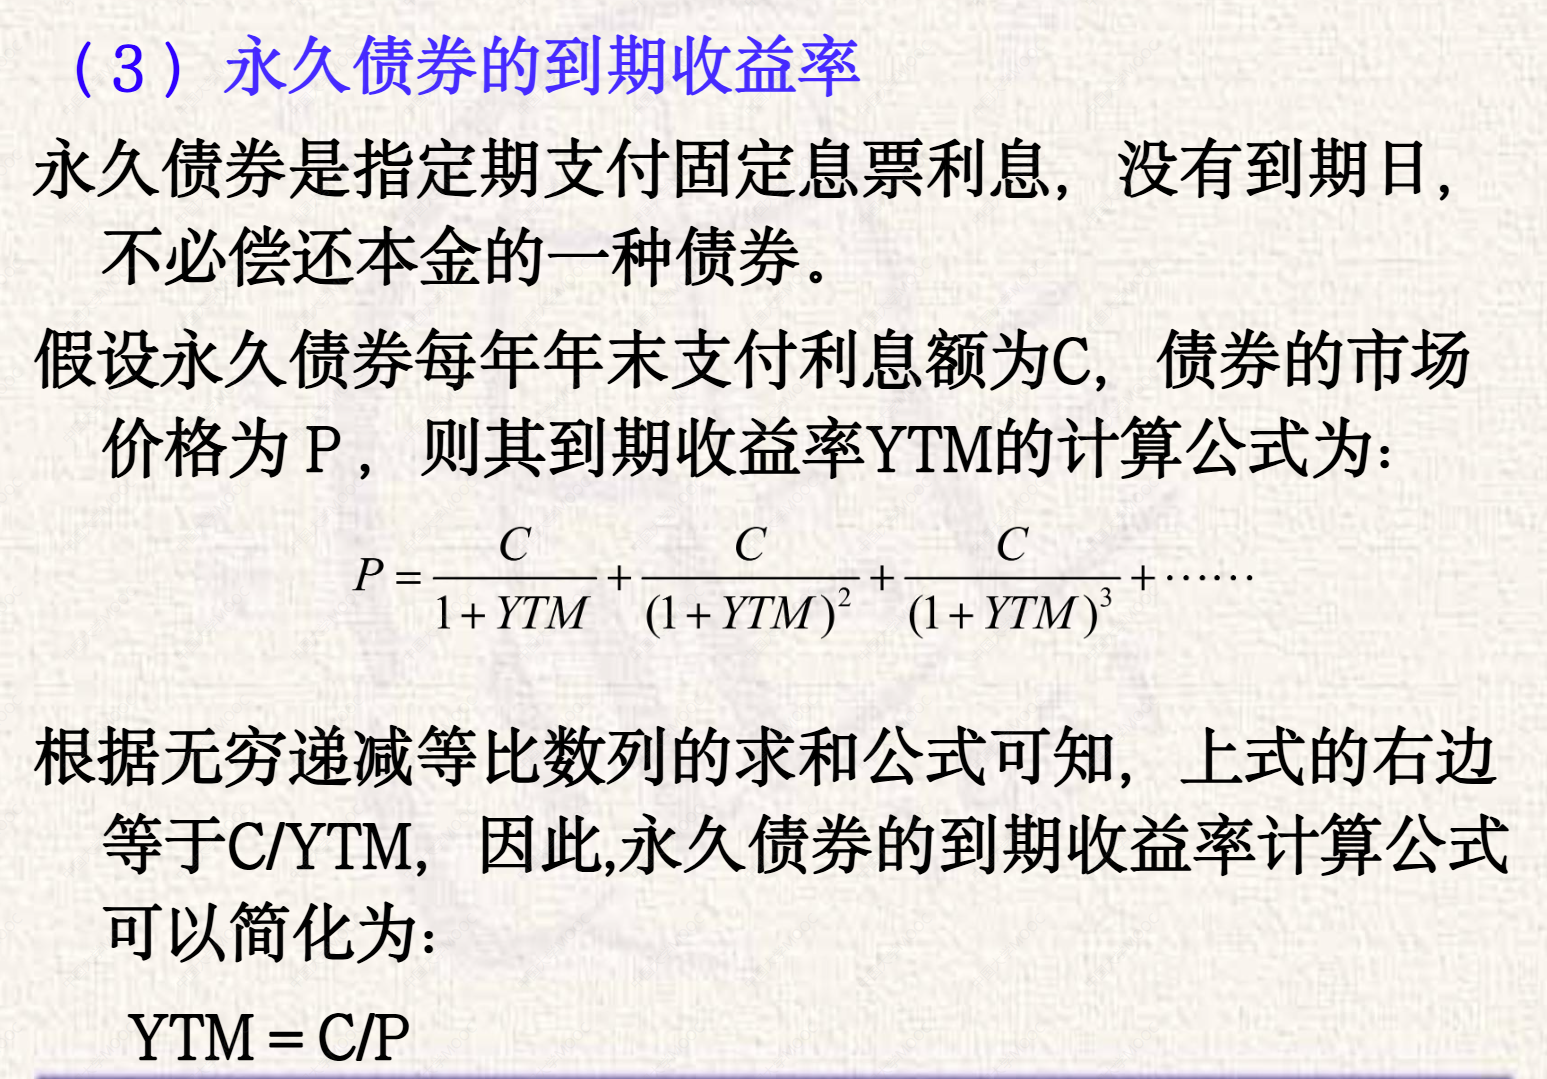 （3）永久债券的到期收益率
永久债券是指定期支付固定息票利息，没有到期日，
不必偿还本金的一种债券。
假设永久债券每年年末支付利息额为C，债券的市场
价格为 P ，则其到期收益率YTM的计算公式为：
P = C/(1+YTM) + C/(1+YTM)² + C/(1+YTM)³ + ……
根据无穷递减等比数列的求和公式可知，上式的右边
等于C/YTM，因此,永久债券的到期收益率计算公式
可以简化为：
YTM = C/P